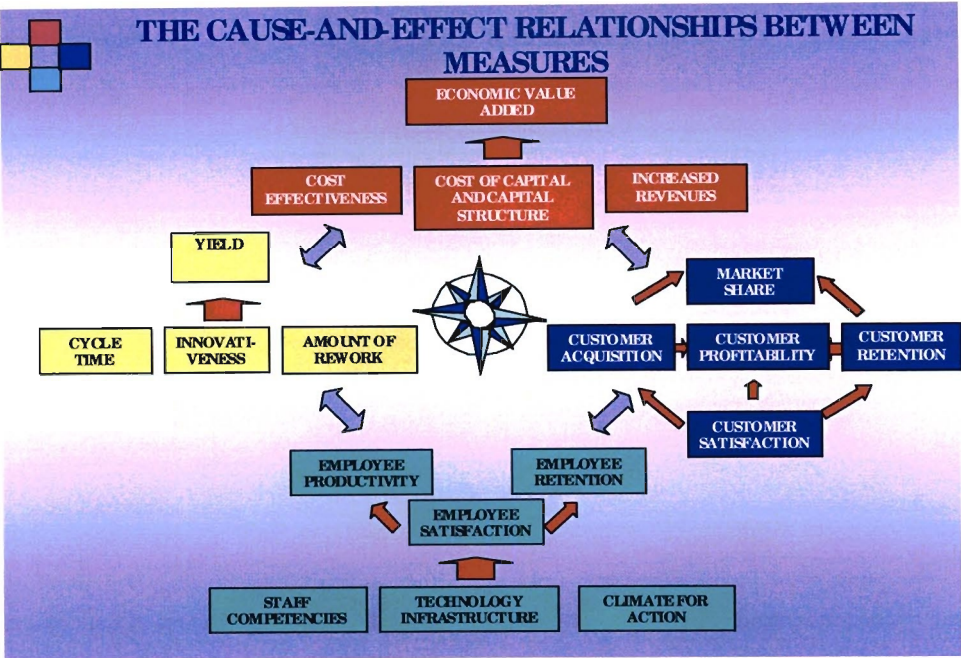 THE CAUSE-AND-EFFECT RELATIONSHIPS BETWEEN
MEASURES
ECONOMIC VALUE
ADDED
COST
EFFECTIVENESS
COST OF CAPITAL
AND CAPITAL
STRUCTURE
INCREASED
REVENUES
YIELD
MARKET
SHARE
CYCLE
TIME
INNOVATI-
VENESS
AMOUNT OF
REWORK
CUSTOMER
ACQUISITION
CUSTOMER
PROFITABILITY
CUSTOMER
RETENTION
CUSTOMER
SATISFACTION
EMPLOYEE
PRODUCTIVITY
EMPLOYEE
RETENTION
EMPLOYEE
SATISFACTION
STAFF
COMPETENCIES
TECHNOLOGY
INFRASTRUCTURE
CLIMATE FOR
ACTION